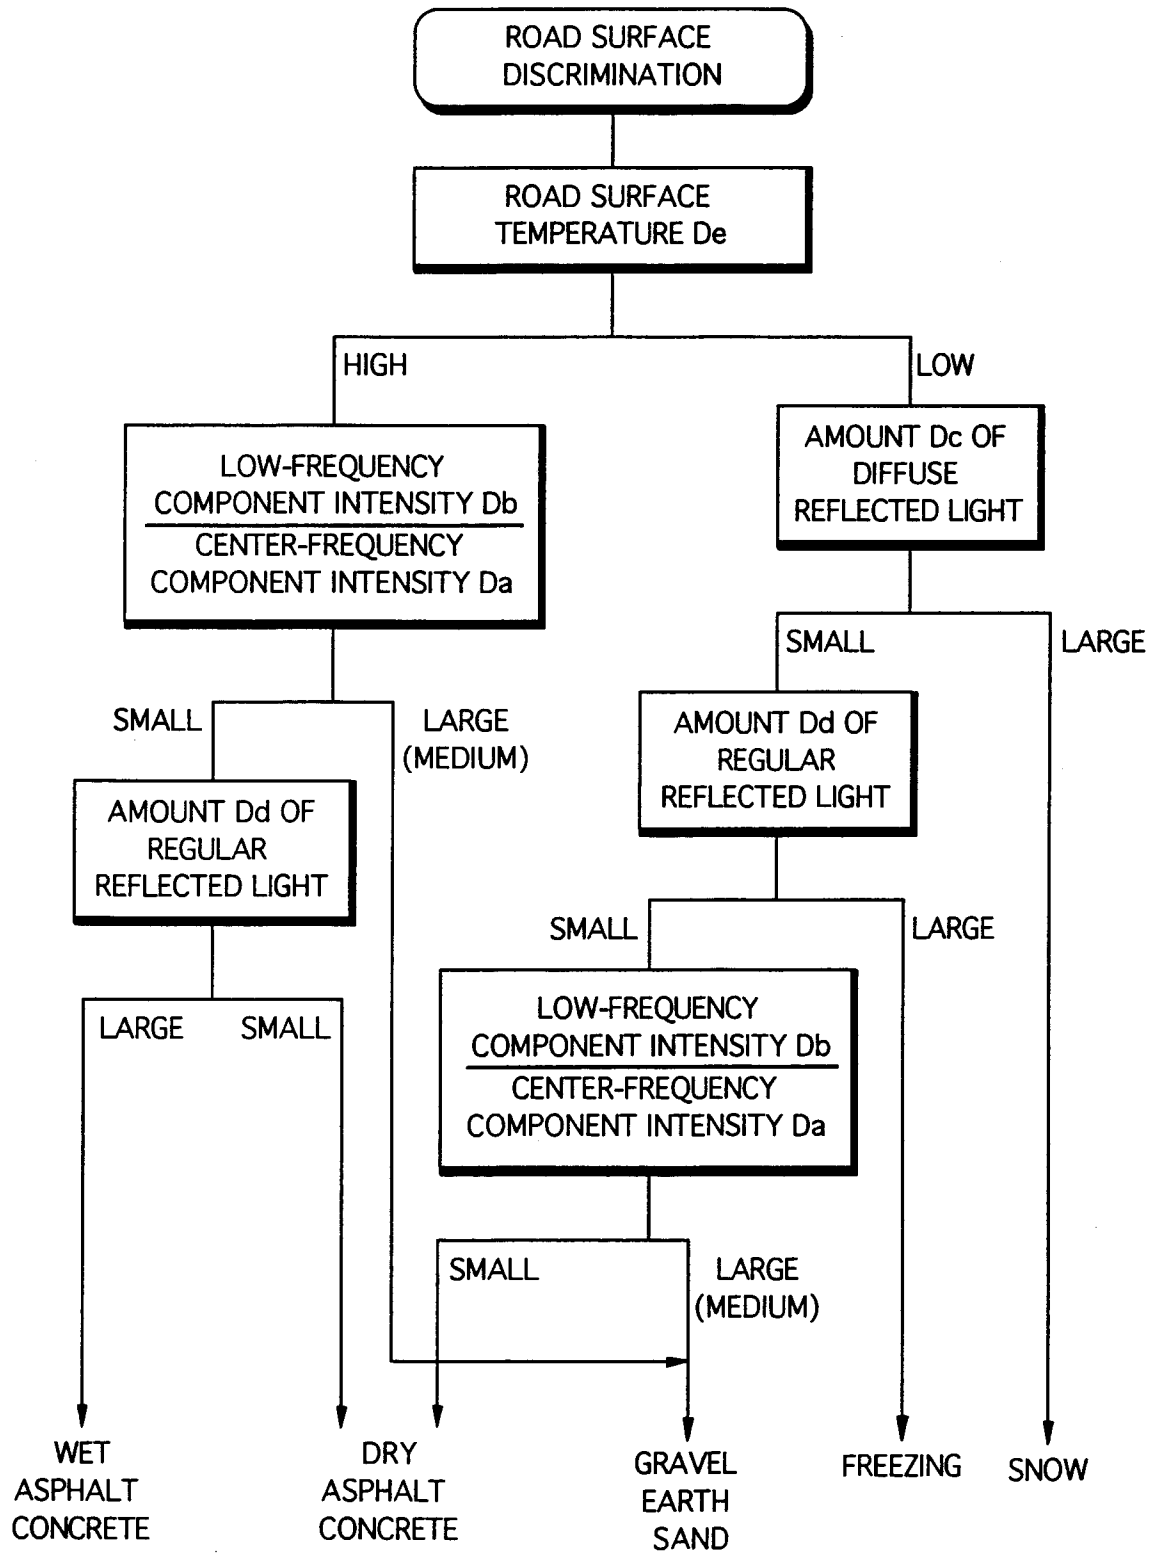 ROAD SURFACE
DISCRIMINATION
ROAD SURFACE
TEMPERATURE De
HIGH
LOW
LOW-FREQUENCY
COMPONENT INTENSITY Db
CENTER-FREQUENCY
COMPONENT INTENSITY Da
AMOUNT Dc OF
DIFFUSE
REFLECTED LIGHT
SMALL
LARGE
SMALL
LARGE
(MEDIUM)
AMOUNT Dd OF
REGULAR
REFLECTED LIGHT
AMOUNT Dd OF
REGULAR
REFLECTED LIGHT
SMALL
LARGE
LARGE
SMALL
LOW-FREQUENCY
COMPONENT INTENSITY Db
CENTER-FREQUENCY
COMPONENT INTENSITY Da
SMALL
LARGE
(MEDIUM)
WET
ASPHALT
CONCRETE
DRY
ASPHALT
CONCRETE
GRAVEL
EARTH
SAND
FREEZING
SNOW